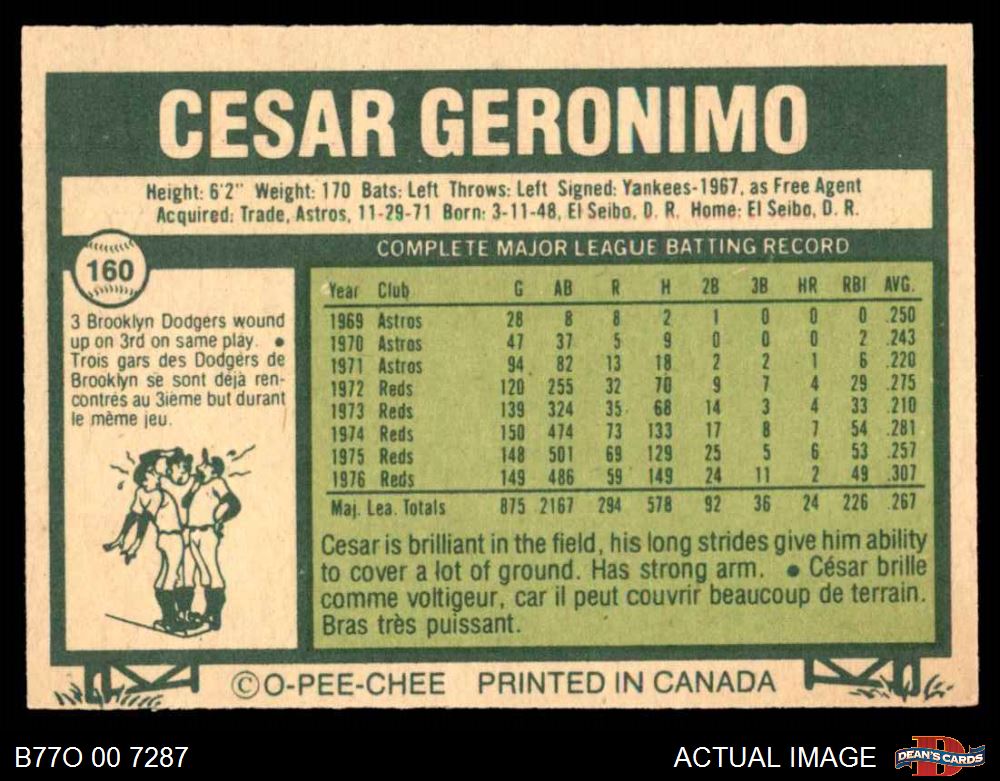 CESAR GERONIMO
Height: 6'2" Weight: 170 Bats: Left Throws: Left Signed: Yankees-1967, as Free Agent
Acquired: Trade, Astros, 11-29-71 Born: 3-11-48, El Seibo, D. R. Home: El Seibo, D. R.
COMPLETE MAJOR LEAGUE BATTING RECORD
160
3 Brooklyn Dodgers wound
up on 3rd on same play. •
Trois gars des Dodgers de
Brooklyn se sont déjà ren-
contrés au 3ième but durant
le même jeu.
Year Club G AB R H 2B 3B HR RBI AVG.
1969 Astros 28 8 8 2 1 0 0 0 .250
1970 Astros 47 37 5 9 0 0 0 2 .243
1971 Astros 94 82 13 18 2 2 1 6 .220
1972 Reds 120 255 32 70 9 7 4 29 .275
1973 Reds 139 324 35 68 14 3 4 33 .210
1974 Reds 150 474 73 133 17 8 7 54 .281
1975 Reds 148 501 69 129 25 5 6 53 .257
1976 Reds 149 486 59 149 24 11 2 49 .307
Maj. Lea. Totals 875 2167 294 578 92 36 24 226 .267
Cesar is brilliant in the field, his long strides give him ability
to cover a lot of ground. Has strong arm. • César brille
comme voltigeur, car il peut couvrir beaucoup de terrain.
Bras très puissant.
©O-PEE-CHEE PRINTED IN CANADA
B77O 00 7287
ACTUAL IMAGE
DEAN'S CARDS